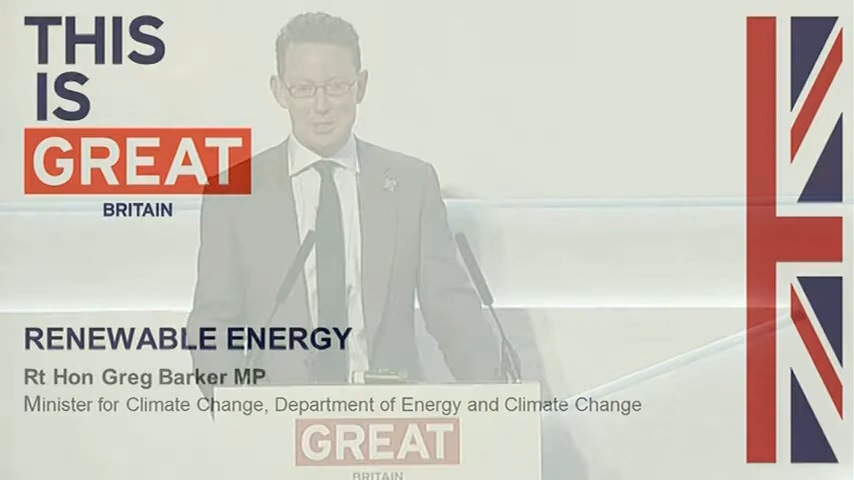 THIS
IS
GREAT
BRITAIN
RENEWABLE ENERGY
Rt Hon Greg Barker MP
Minister for Climate Change, Department of Energy and Climate Change
GREAT
BRITAIN